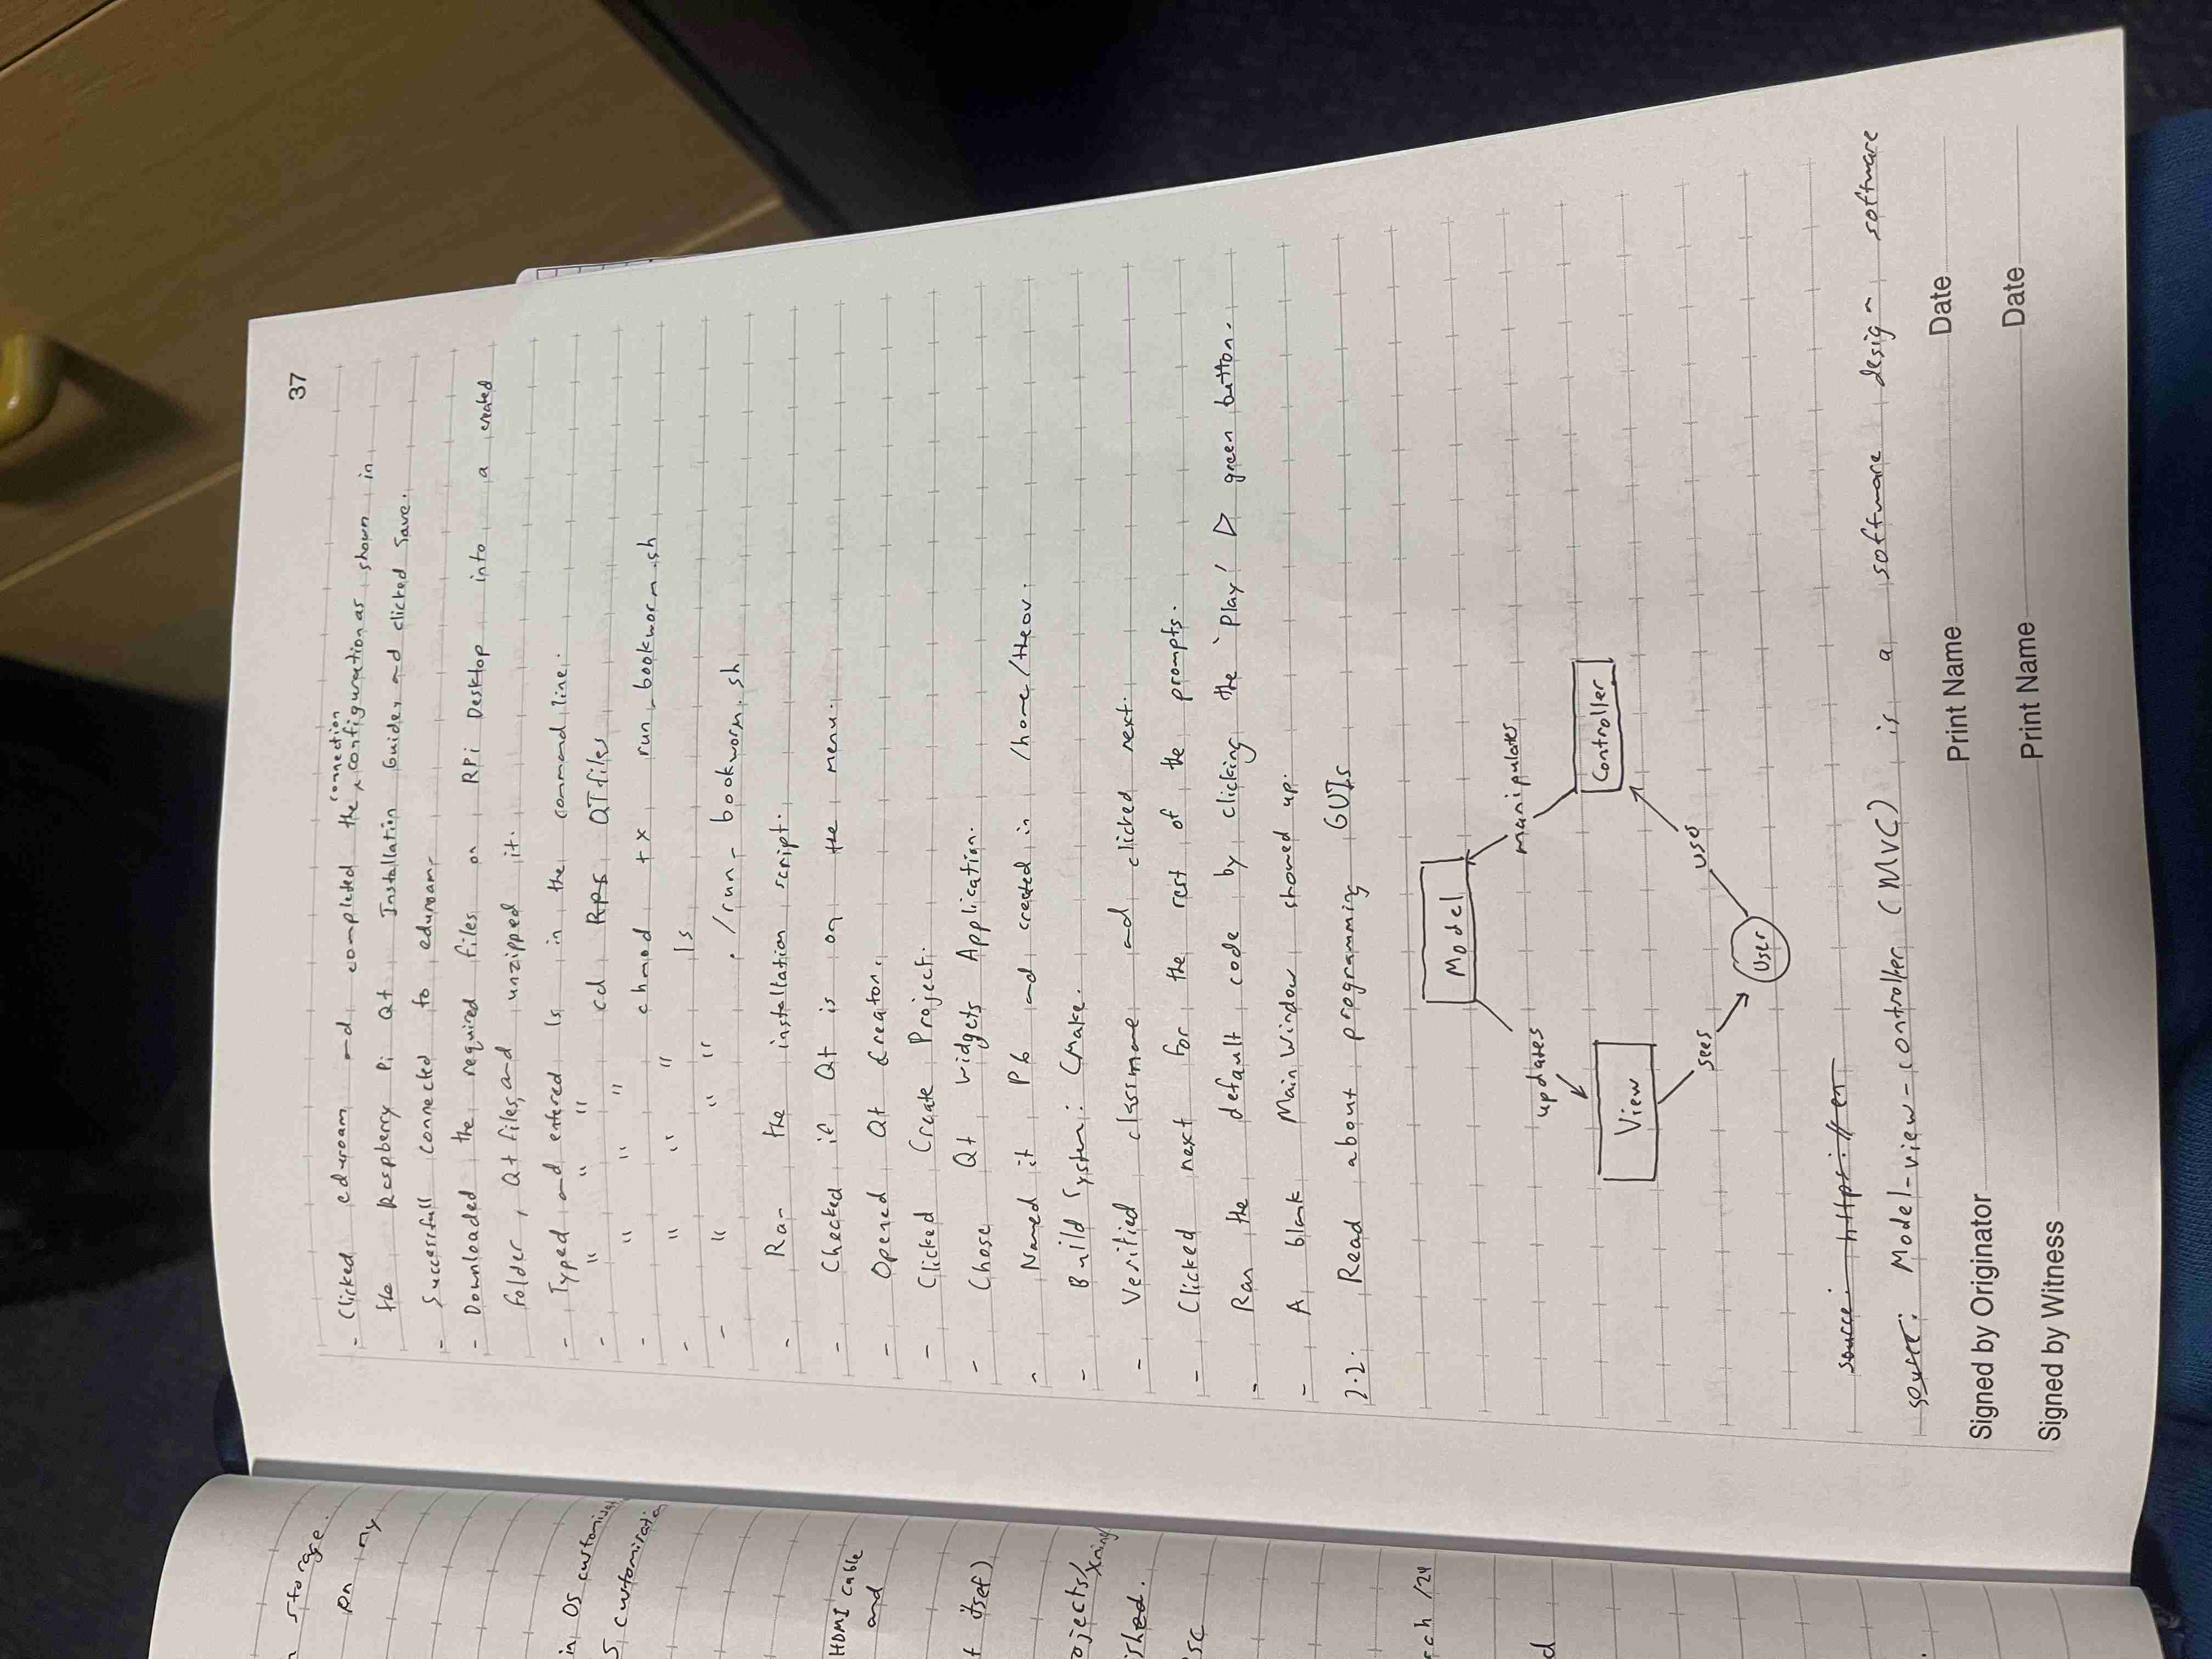 n storage.
on my
in OS customisa
S customisatio
HDMI cable
and
ojects/xming
shed.
sc
rch /24
d
37
connection
- Clicked eduroam and completed the ^ configuration as shown in
the Raspberry Pi Qt Installation Guide, and clicked Save.
- Successfull connected to eduroam.
- Downloaded the required files on RPi Desktop into a created
folder, Qt files, and unzipped it.
- Typed and entered ls in the command line.
- " " " cd RPS QTfiles
- " " " chmod +x run_bookworm.sh
- " " " ls
- " " " ./run_bookworm.sh
- Ran the installation script.
- Checked if Qt is on the menu.
- Opened Qt Creator.
- Clicked Create Project.
- Chose Qt Widgets Application.
- Named it P6 and created in /home/theov.
- Build System: CMake.
- Verified classname and clicked next.
- Clicked next for the rest of the prompts.
- Ran the default code by clicking the 'Play' ▷ green button.
- A blank MainWindow showed up.
2.2: Read about programming GUIs
Model
updates manipulates
View Controller
sees uses
User
source: https://en
source: Model-view-controller (MVC) is a software design software
Signed by Originator Print Name Date
Signed by Witness Print Name Date